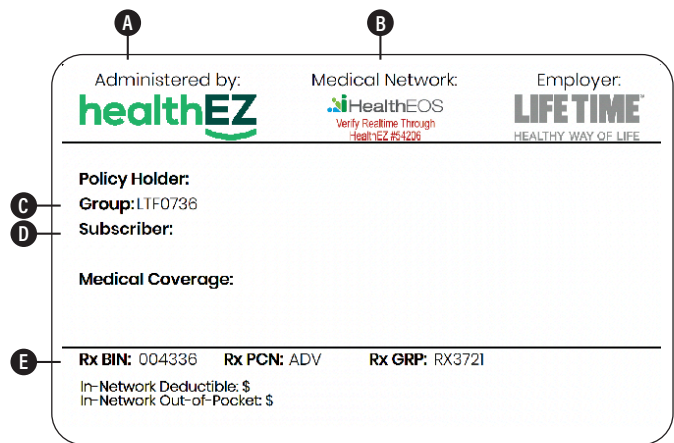 A B
Administered by: Medical Network: Employer:
healthEZ HealthEOS LIFE TIME
Verify Realtime Through
HealthEZ #54206
HEALTHY WAY OF LIFE
Policy Holder:
C Group:LTF0736
D Subscriber:
Medical Coverage:
E Rx BIN: 004336 Rx PCN: ADV Rx GRP: RX3721
In-Network Deductible: $
In-Network Out-of-Pocket: $